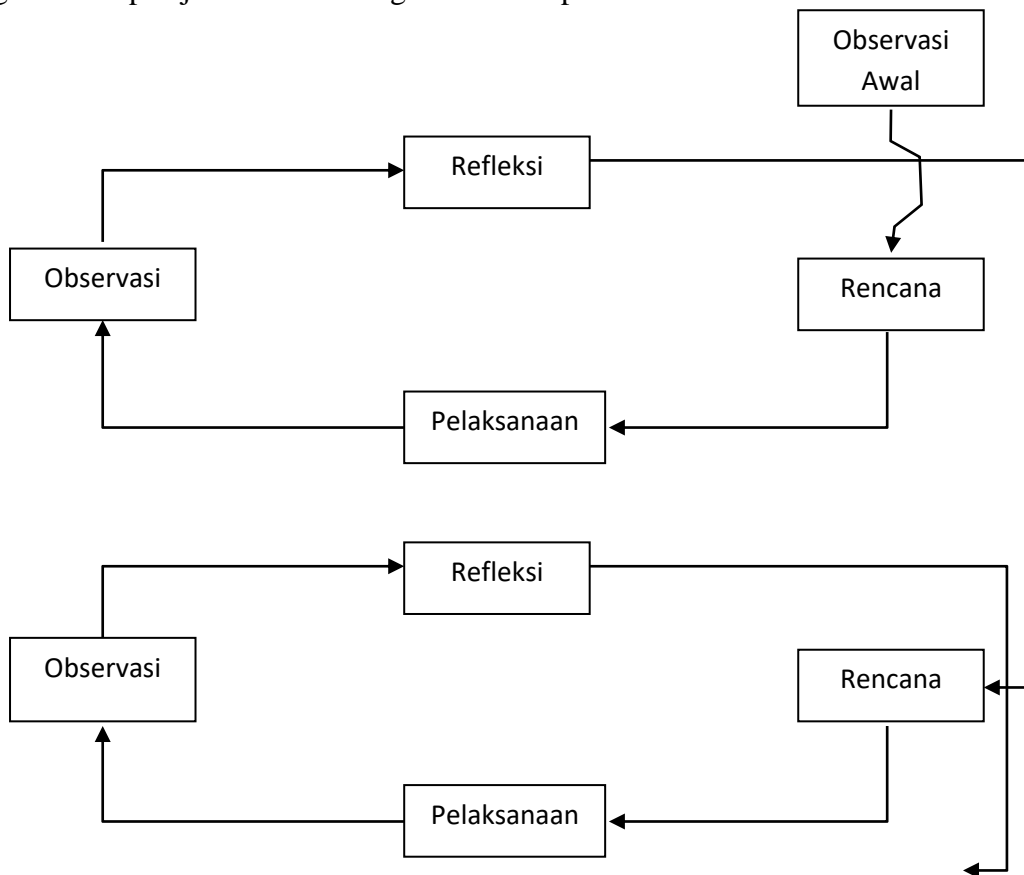 Observasi
Awal
Refleksi
Observasi
Rencana
Pelaksanaan
Refleksi
Observasi
Rencana
Pelaksanaan